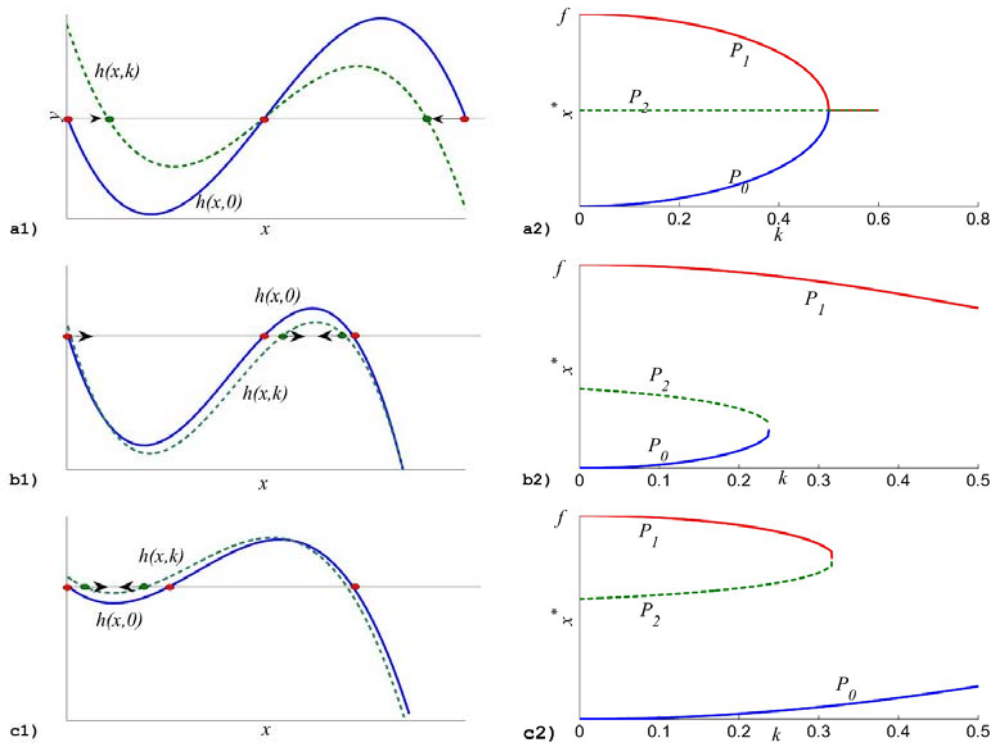 h(x,k)
y
h(x,0)
x
a1)
f
P1
x*
P2
P0
0 0.2 0.4 0.6 0.8
k
a2)
h(x,0)
h(x,k)
x
b1)
f
P1
x*
P2
P0
0 0.1 0.2 0.3 0.4 0.5
k
b2)
h(x,k)
h(x,0)
x
c1)
f
P1
x*
P2
P0
0 0.1 0.2 0.3 0.4 0.5
k
c2)